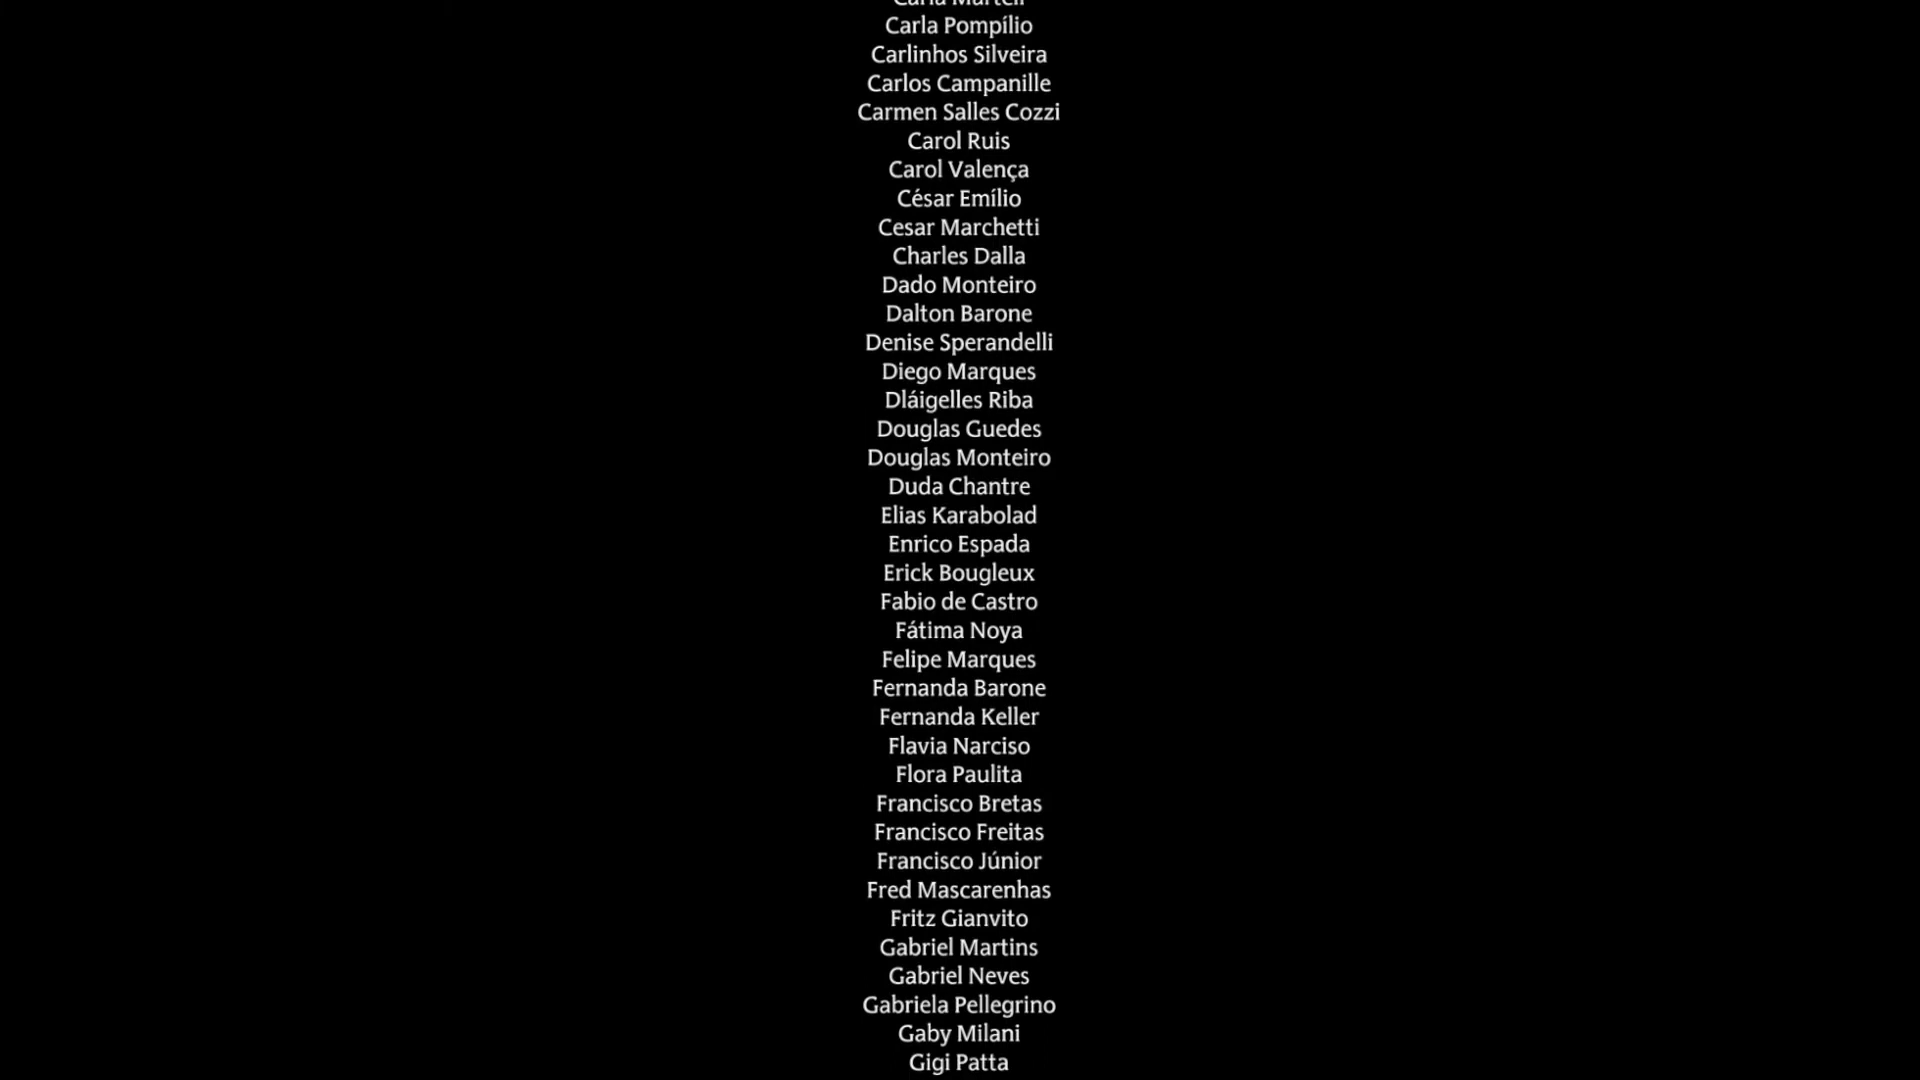 Carla Martelli
Carla Pompílio
Carlinhos Silveira
Carlos Campanille
Carmen Salles Cozzi
Carol Ruis
Carol Valença
César Emílio
Cesar Marchetti
Charles Dalla
Dado Monteiro
Dalton Barone
Denise Sperandelli
Diego Marques
Dláigelles Riba
Douglas Guedes
Douglas Monteiro
Duda Chantre
Elias Karabolad
Enrico Espada
Erick Bougleux
Fabio de Castro
Fátima Noya
Felipe Marques
Fernanda Barone
Fernanda Keller
Flavia Narciso
Flora Paulita
Francisco Bretas
Francisco Freitas
Francisco Júnior
Fred Mascarenhas
Fritz Gianvito
Gabriel Martins
Gabriel Neves
Gabriela Pellegrino
Gaby Milani
Gigi Patta